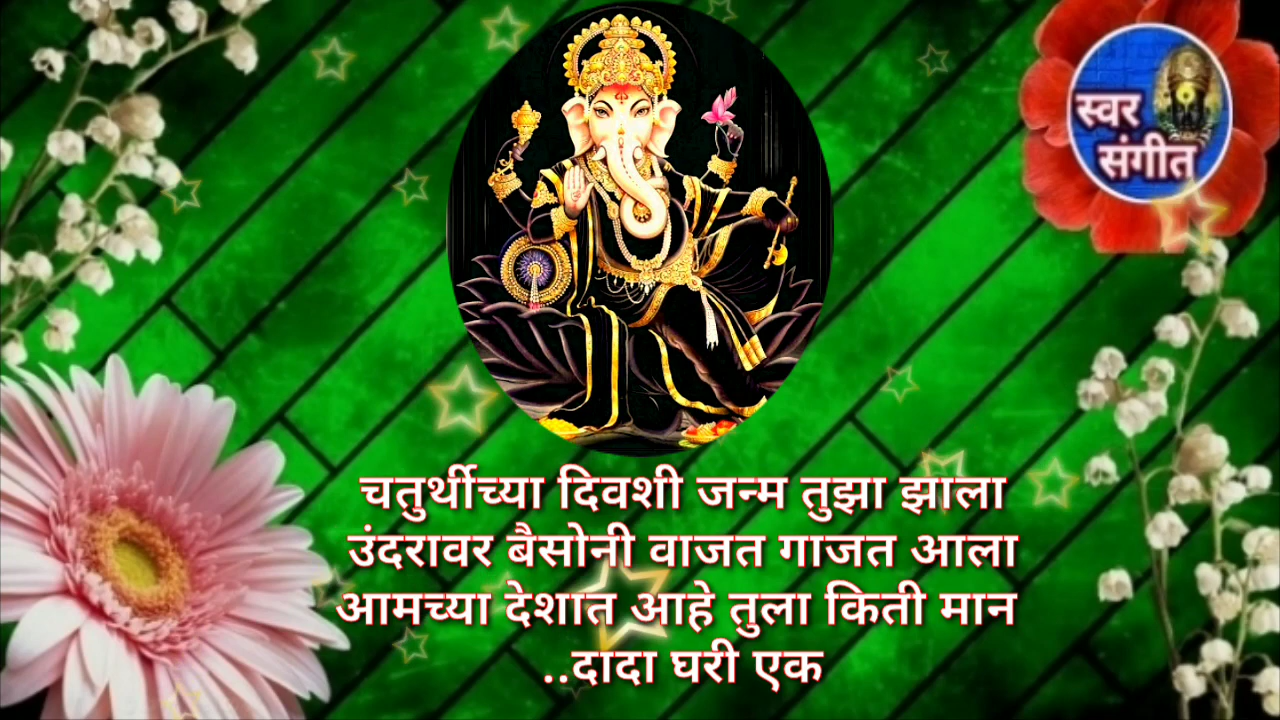 स्वर
संगीत
चतुर्थीच्या दिवशी जन्म तुझा झाला
उंदरावर बैसोनी वाजत गाजत आला
आमच्या देशात आहे तुला किती मान
..दादा घरी एक